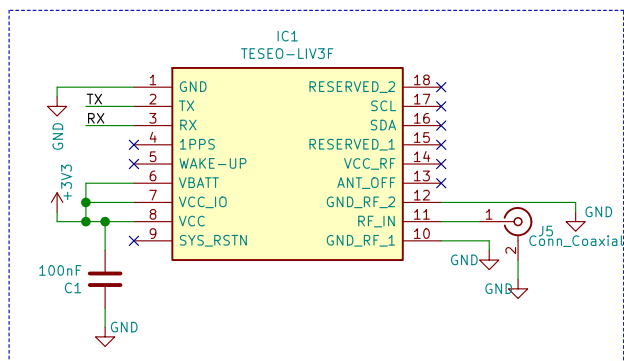 IC1
TESEO-LIV3F
1 GND RESERVED_2 18
TX 2 TX SCL 17
RX 3 RX SDA 16
4 1PPS RESERVED_1 15
5 WAKE-UP VCC_RF 14
6 VBATT ANT_OFF 13
7 VCC_IO GND_RF_2 12
8 VCC RF_IN 11
9 SYS_RSTN GND_RF_1 10
GND
+3V3
100nF
C1
GND
GND
1
J5
Conn_Coaxial
2
GND
GND